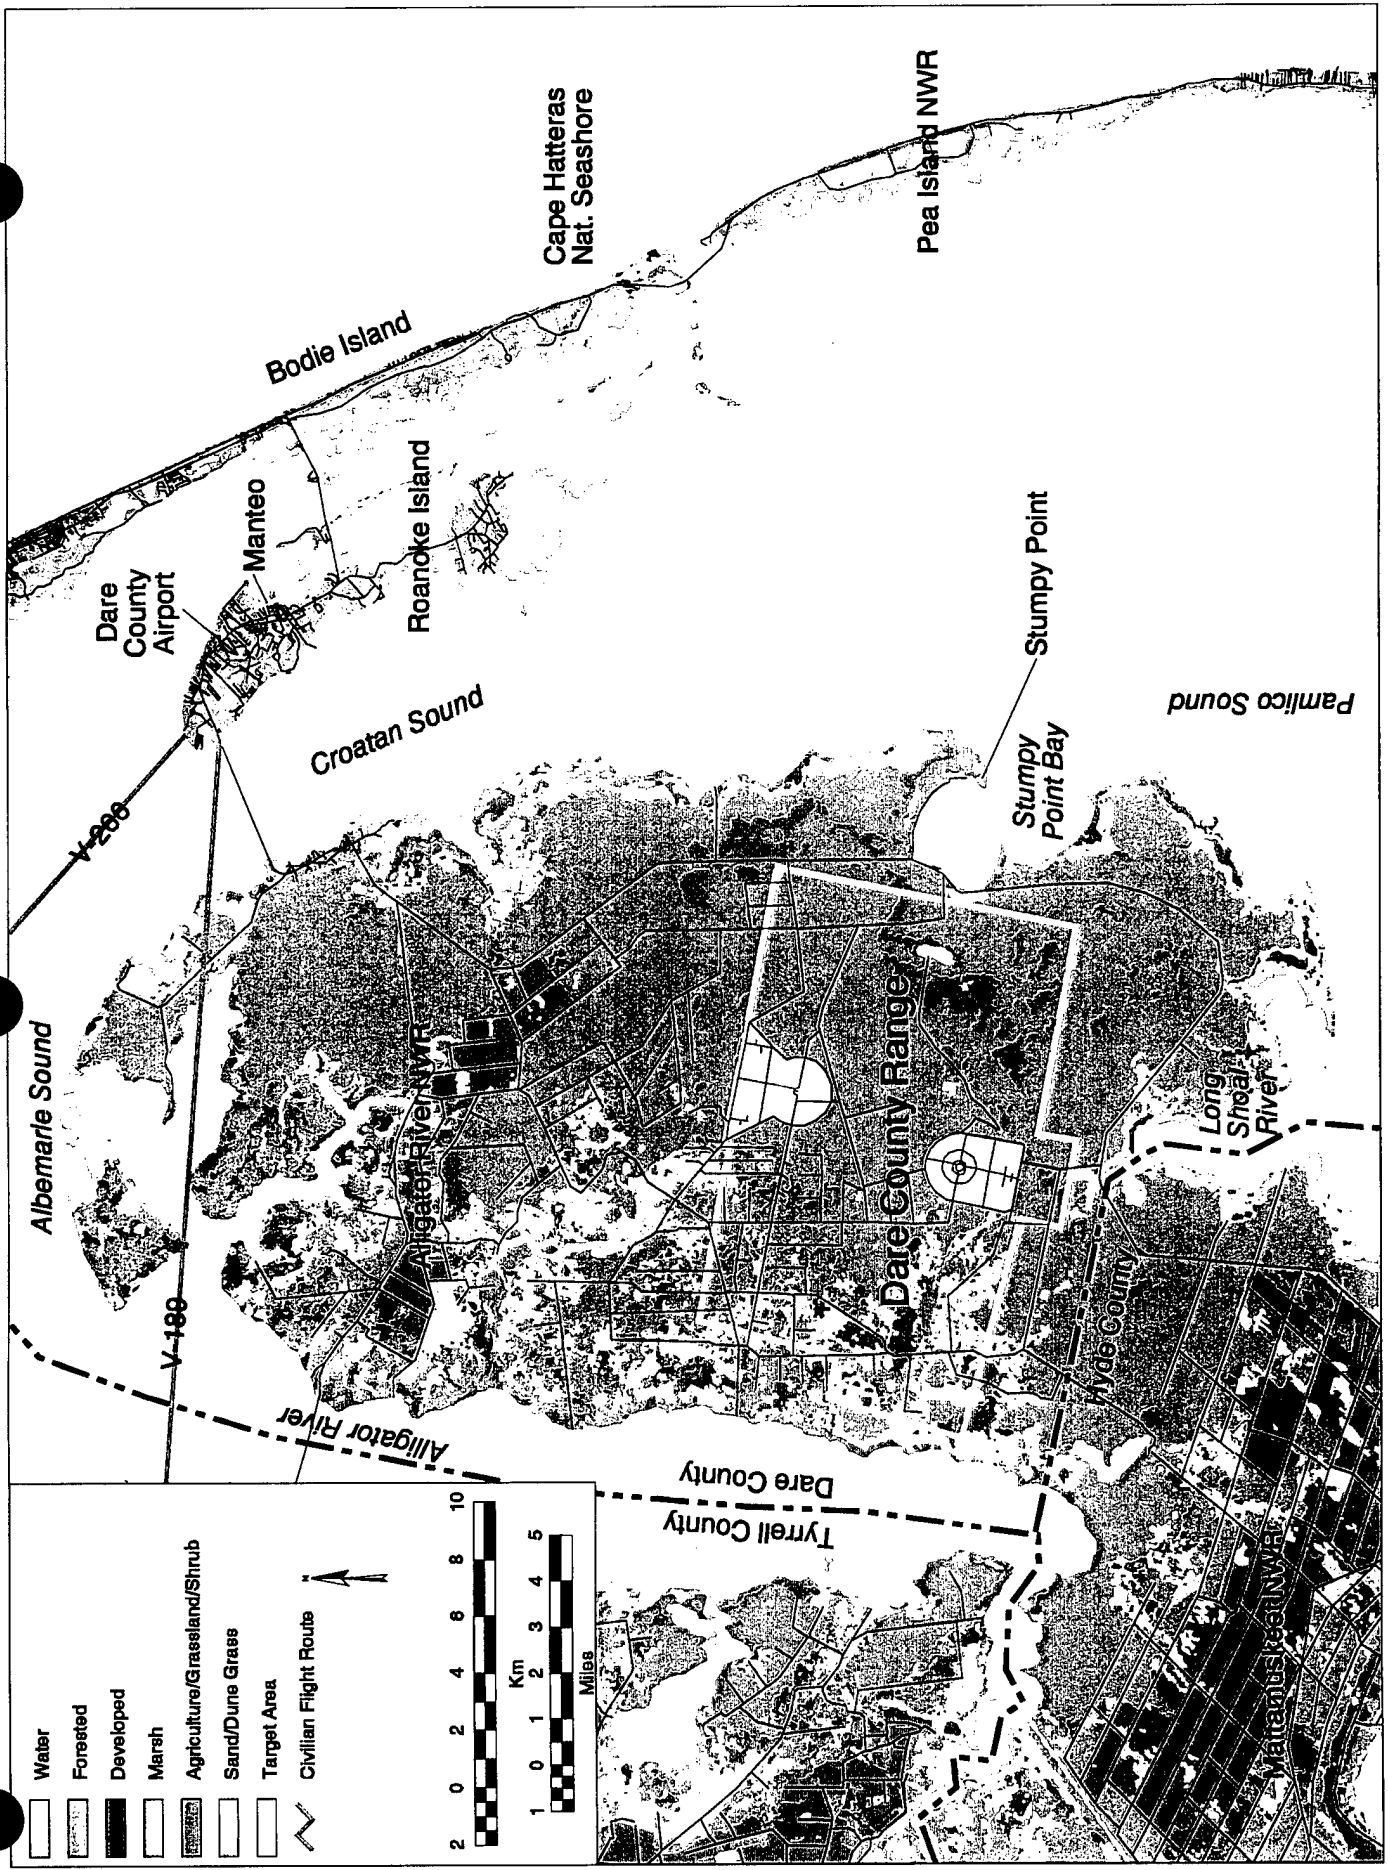 Albemarle Sound
V-266
V-189
Dare
County
Airport
Manteo
Bodie Island
Roanoke Island
Croatan Sound
Cape Hatteras
Nat. Seashore
Pea Island NWR
Alligator River NWR
Alligator River
Dare County
Tyrrell County
Dare County Range
Stumpy Point
Stumpy
Point Bay
Pamlico Sound
Long
Shoal
River
Hyde County
Mattamuskeet NWR
Water
Forested
Developed
Marsh
Agriculture/Grassland/Shrub
Sand/Dune Grass
Target Area
Civilian Flight Route
N
2 0 2 4 6 8 10
Km
1 0 1 2 3 4 5
Miles